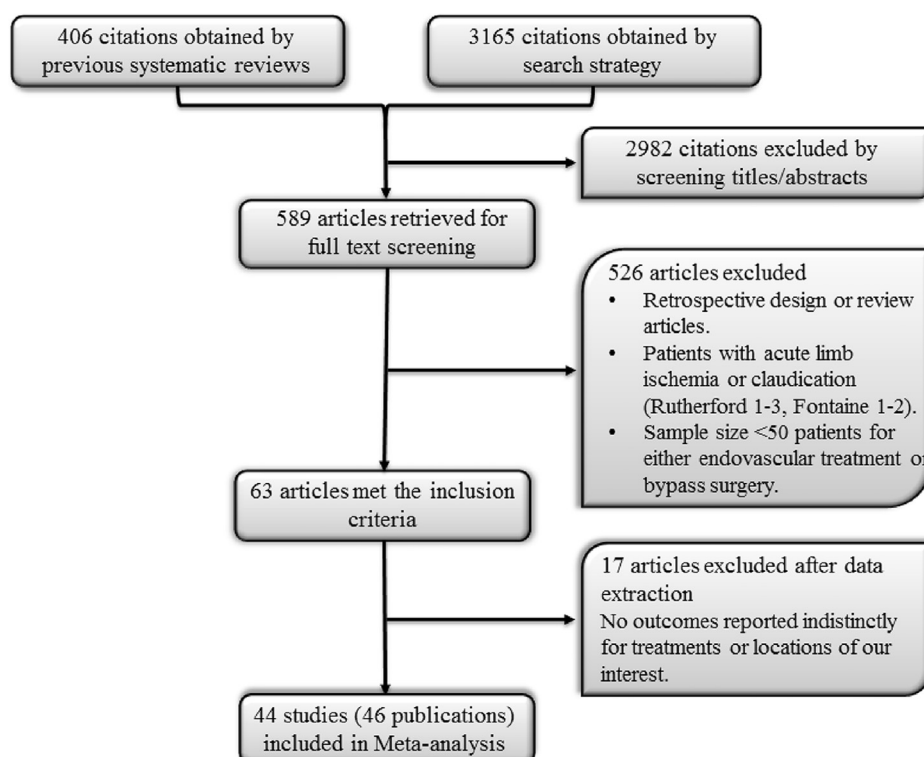 406 citations obtained by
previous systematic reviews
3165 citations obtained by
search strategy
2982 citations excluded by
screening titles/abstracts
589 articles retrieved for
full text screening
526 articles excluded
• Retrospective design or review
articles.
• Patients with acute limb
ischemia or claudication
(Rutherford 1-3, Fontaine 1-2).
• Sample size <50 patients for
either endovascular treatment or
bypass surgery.
63 articles met the inclusion
criteria
17 articles excluded after data
extraction
No outcomes reported indistinctly
for treatments or locations of our
interest.
44 studies (46 publications)
included in Meta-analysis